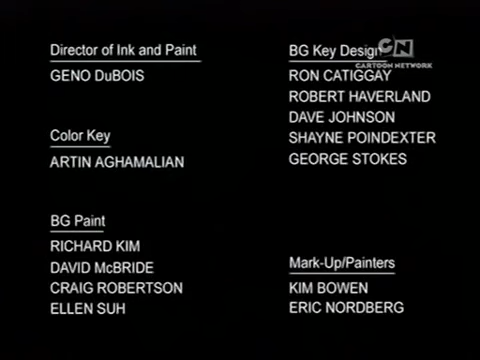 Director of Ink and Paint
GENO DuBOIS
Color Key
ARTIN AGHAMALIAN
BG Paint
RICHARD KIM
DAVID McBRIDE
CRAIG ROBERTSON
ELLEN SUH
BG Key Design
RON CATIGGAY
ROBERT HAVERLAND
DAVE JOHNSON
SHAYNE POINDEXTER
GEORGE STOKES
Mark-Up/Painters
KIM BOWEN
ERIC NORDBERG
CN
CARTOON NETWORK